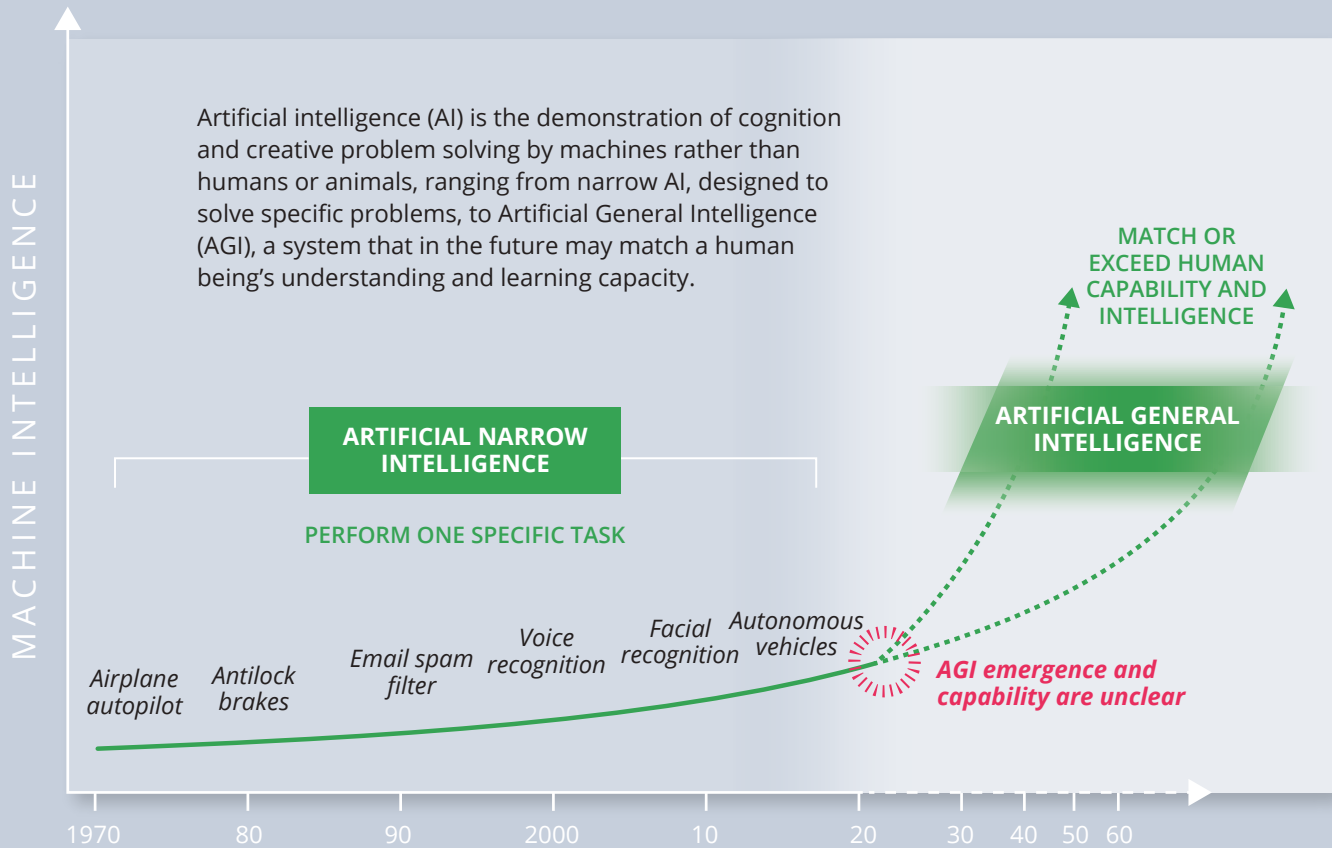 MACHINE INTELLIGENCE
Artificial intelligence (AI) is the demonstration of cognition
and creative problem solving by machines rather than
humans or animals, ranging from narrow AI, designed to
solve specific problems, to Artificial General Intelligence
(AGI), a system that in the future may match a human
being’s understanding and learning capacity.
MATCH OR
EXCEED HUMAN
CAPABILITY AND
INTELLIGENCE
ARTIFICIAL NARROW
INTELLIGENCE
ARTIFICIAL GENERAL
INTELLIGENCE
PERFORM ONE SPECIFIC TASK
Airplane
autopilot
Antilock
brakes
Email spam
filter
Voice
recognition
Facial
recognition
Autonomous
vehicles
AGI emergence and
capability are unclear
1970 80 90 2000 10 20 30 40 50 60